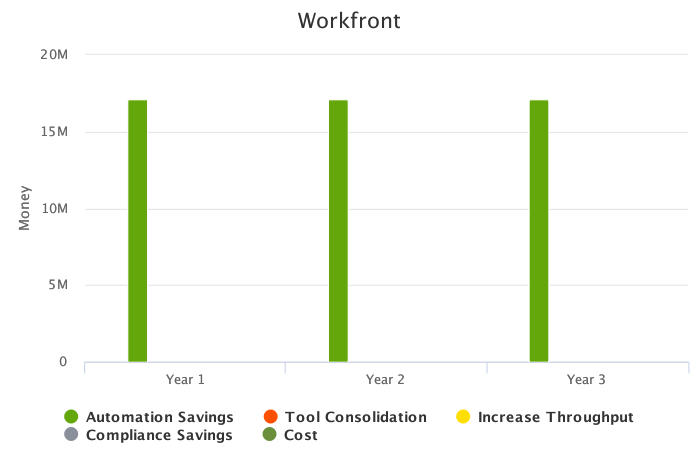 Workfront
20M
15M
10M
5M
0
Money
Year 1 Year 2 Year 3
Automation Savings Tool Consolidation Increase Throughput
Compliance Savings Cost